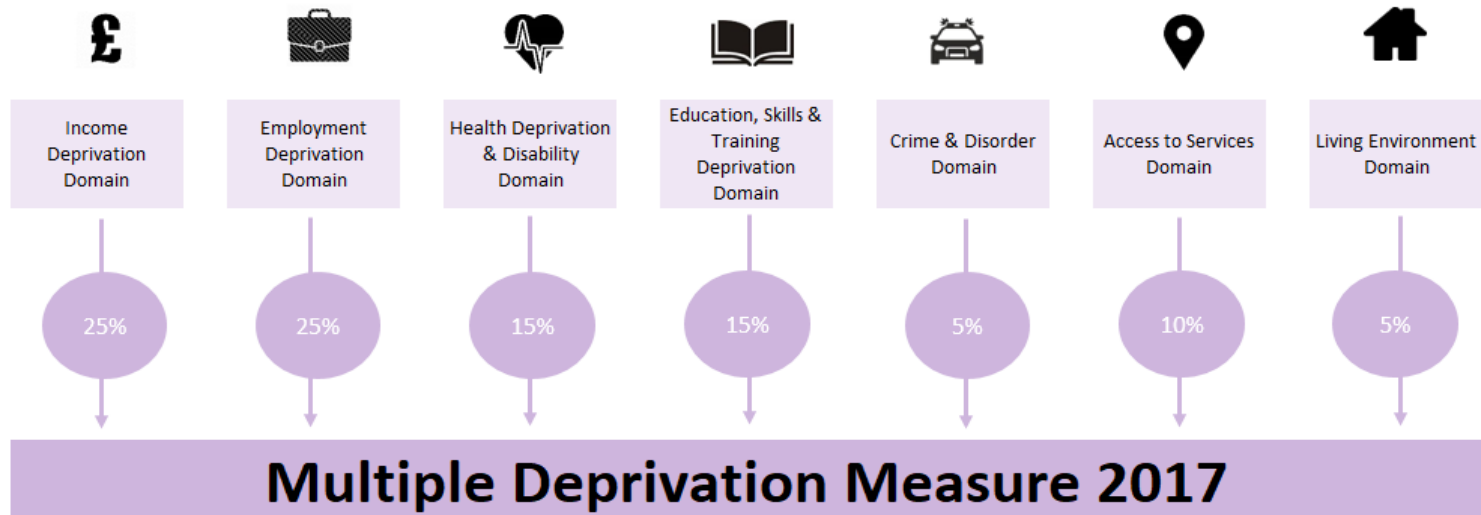 £
Income
Deprivation
Domain
Employment
Deprivation
Domain
Health Deprivation
& Disability
Domain
Education, Skills &
Training
Deprivation
Domain
Crime & Disorder
Domain
Access to Services
Domain
Living Environment
Domain
25%
25%
15%
15%
5%
10%
5%
Multiple Deprivation Measure 2017